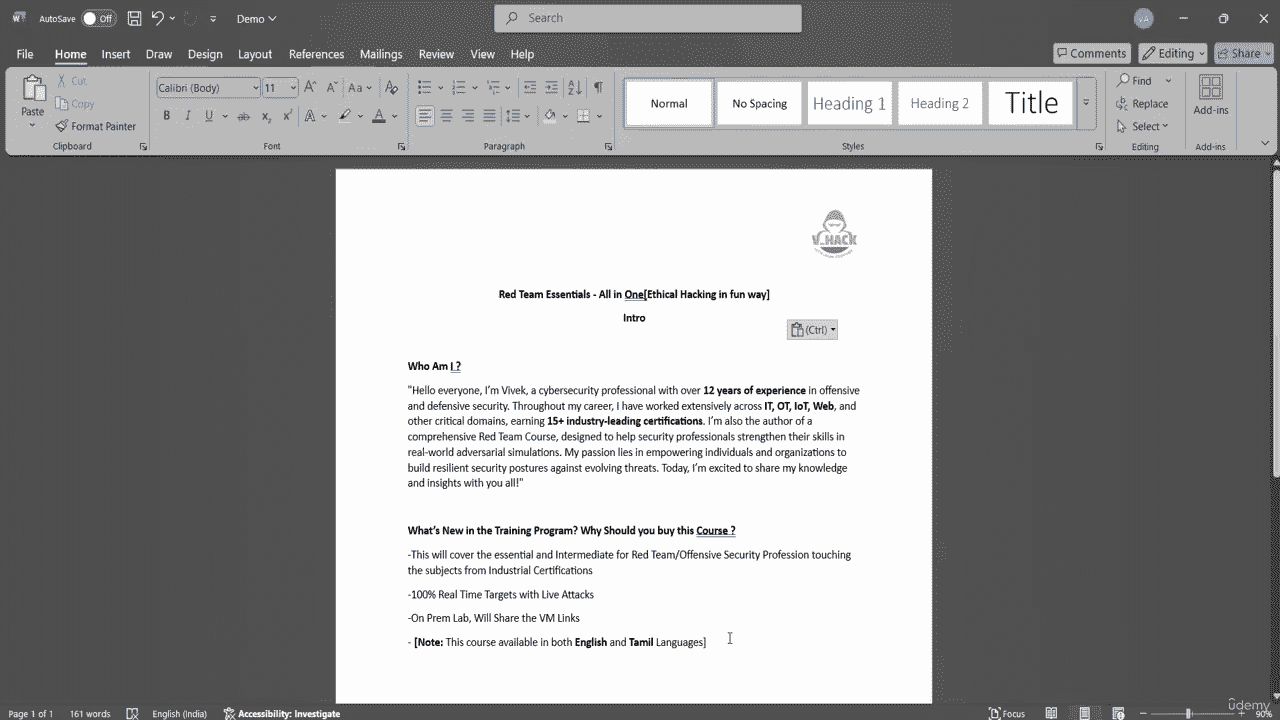 Search
VA
File Home Insert Draw Design Layout References Mailings Review View Help
Comments Editing Share
Paste Cut Copy Format Painter
Calibri (Body) 11
Normal No Spacing Heading 1 Heading 2 Title
Find Replace Select Add-ins
Clipboard Font Paragraph Styles Editing Add-ins
V_HACK
Red Team Essentials - All in One[Ethical Hacking in fun way]
Intro
(Ctrl)
Who Am I ?
"Hello everyone, I'm Vivek, a cybersecurity professional with over 12 years of experience in offensive
and defensive security. Throughout my career, I have worked extensively across IT, OT, IoT, Web, and
other critical domains, earning 15+ industry-leading certifications. I'm also the author of a
comprehensive Red Team Course, designed to help security professionals strengthen their skills in
real-world adversarial simulations. My passion lies in empowering individuals and organizations to
build resilient security postures against evolving threats. Today, I'm excited to share my knowledge
and insights with you all!"
What's New in the Training Program? Why Should you buy this Course ?
-This will cover the essential and Intermediate for Red Team/Offensive Security Profession touching
the subjects from Industrial Certifications
-100% Real Time Targets with Live Attacks
-On Prem Lab, Will Share the VM Links
- [Note: This course available in both English and Tamil Languages]
Udemy
Page 1 of 1 161 words English (India) Accessibility: Investigate Focus 90%